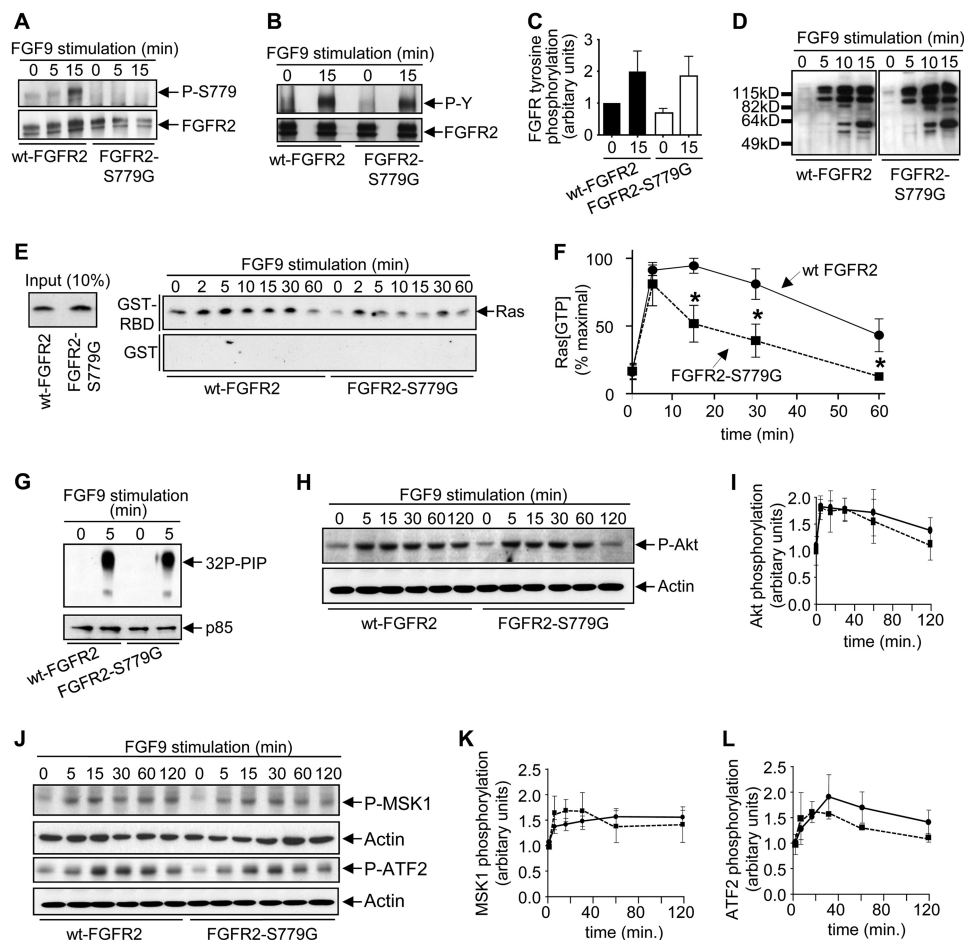 A
FGF9 stimulation (min)
0 5 15 0 5 15
P-S779
FGFR2
wt-FGFR2
FGFR2-
S779G
B
FGF9 stimulation (min)
0 15 0 15
P-Y
FGFR2
wt-FGFR2
FGFR2-
S779G
C
FGFR tyrosine
phosphorylation
(arbitary units)
3
2
1
0
0 15 0 15
wt-FGFR2
FGFR2-S779G
D
FGF9 stimulation (min)
0 5 10 15 0 5 10 15
115kD
82kD
64kD
49kD
wt-FGFR2
FGFR2-
S779G
E
Input (10%)
wt-FGFR2
FGFR2-
S779G
FGF9 stimulation (min)
0 2 5 10 15 30 60 0 2 5 10 15 30 60
GST-
RBD
Ras
GST
wt-FGFR2
FGFR2-S779G
F
Ras[GTP]
(% maximal)
100
50
0
wt FGFR2
*
*
*
FGFR2-S779G
0 10 20 30 40 50 60
time (min)
G
FGF9 stimulation
(min)
0 5 0 5
32P-PIP
p85
wt-FGFR2
FGFR2-S779G
H
FGF9 stimulation (min)
0 5 15 30 60 120 0 5 15 30 60 120
P-Akt
Actin
wt-FGFR2
FGFR2-S779G
I
Akt phosphorylation
(arbitary units)
2.0
1.5
1.0
0.5
0.0
0 40 80 120
time (min.)
J
FGF9 stimulation (min)
0 5 15 30 60 120 0 5 15 30 60 120
P-MSK1
Actin
P-ATF2
Actin
wt-FGFR2
FGFR2-S779G
K
MSK1 phosphorylation
(arbitary units)
2.5
2.0
1.5
1.0
0.5
0.0
0 40 80 120
time (min.)
L
ATF2 phosphorylation
(arbitary units)
2.5
2.0
1.5
1.0
0.5
0.0
0 40 80 120
time (min.)